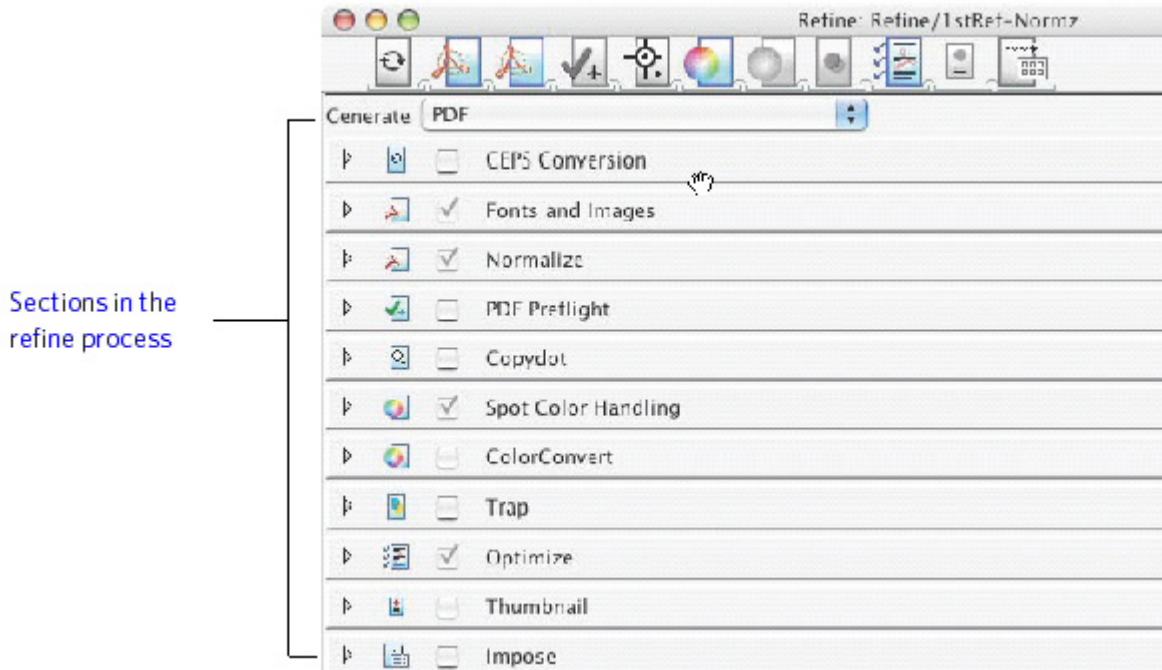 Refine: Refine/1stRef-Normz
Generate PDF
CEPS Conversion
Fonts and Images
Normalize
PDF Preflight
Copydot
Spot Color Handling
ColorConvert
Trap
Optimize
Thumbnail
Impose
Sections in the
refine process